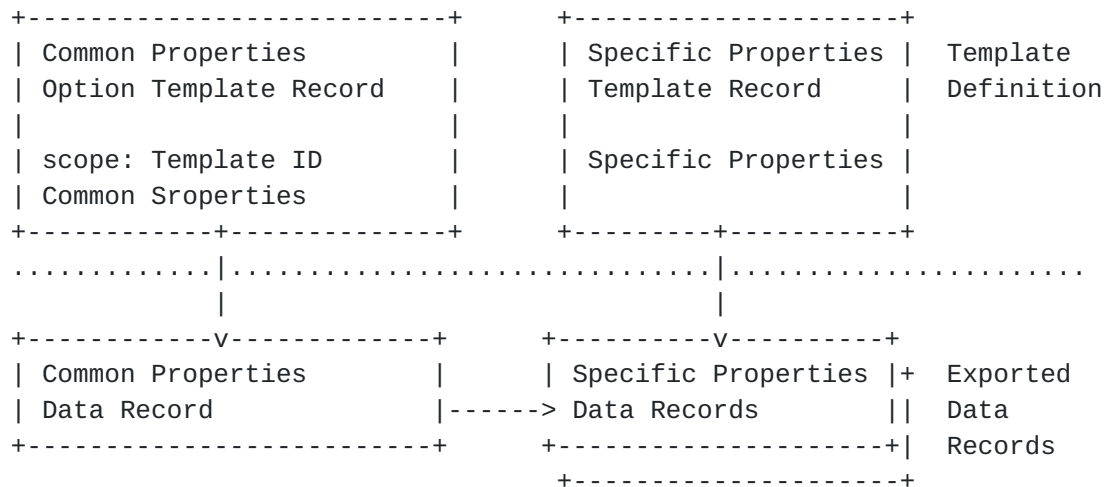 Common Properties Specific Properties Template
Option Template Record Template Record Definition
scope: Template ID Specific Properties
Common Sroperties
Common Properties Specific Properties Exported
Data Record Data Records Data
Records